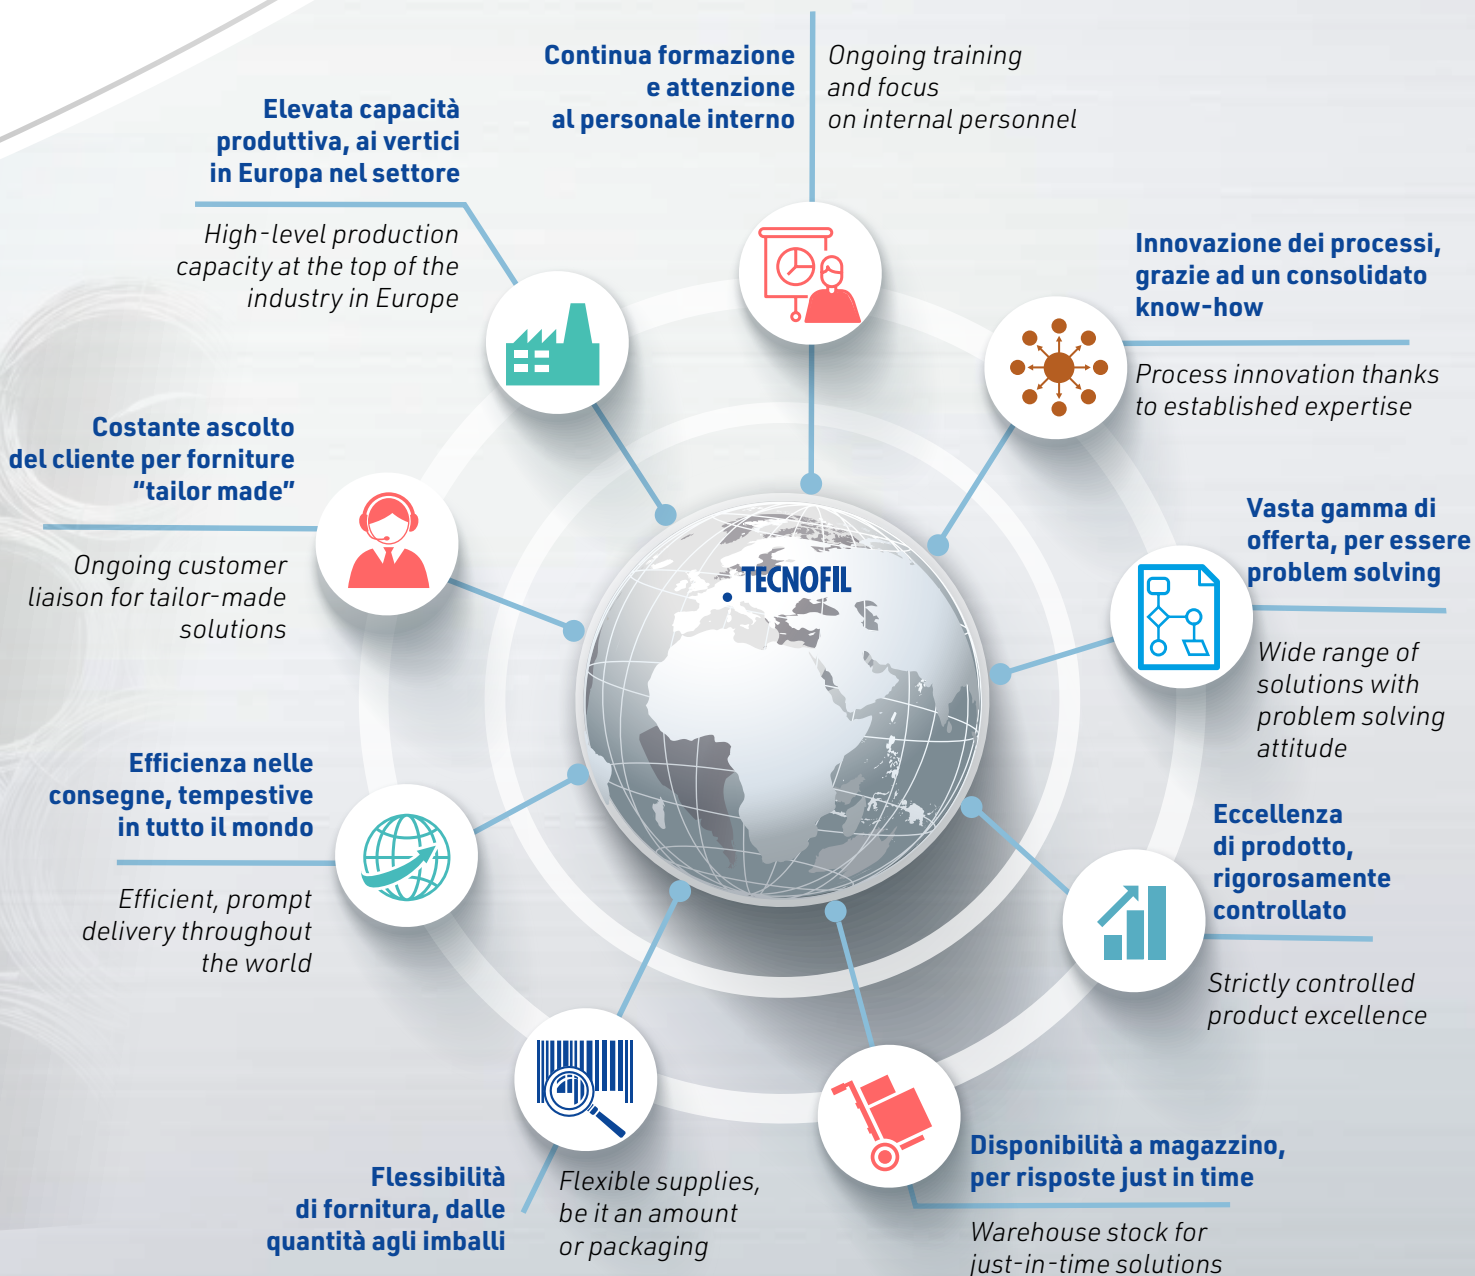 Continua formazione
e attenzione
al personale interno
Ongoing training
and focus
on internal personnel
Elevata capacità
produttiva, ai vertici
in Europa nel settore
High-level production
capacity at the top of the
industry in Europe
Innovazione dei processi,
grazie ad un consolidato
know-how
Process innovation thanks
to established expertise
Costante ascolto
del cliente per forniture
“tailor made”
Ongoing customer
liaison for tailor-made
solutions
Vasta gamma di
offerta, per essere
problem solving
Wide range of
solutions with
problem solving
attitude
TECNOFIL
Efficienza nelle
consegne, tempestive
in tutto il mondo
Efficient, prompt
delivery throughout
the world
Eccellenza
di prodotto,
rigorosamente
controllato
Strictly controlled
product excellence
Flessibilità
di fornitura, dalle
quantità agli imballi
Flexible supplies,
be it an amount
or packaging
Disponibilità a magazzino,
per risposte just in time
Warehouse stock for
just-in-time solutions